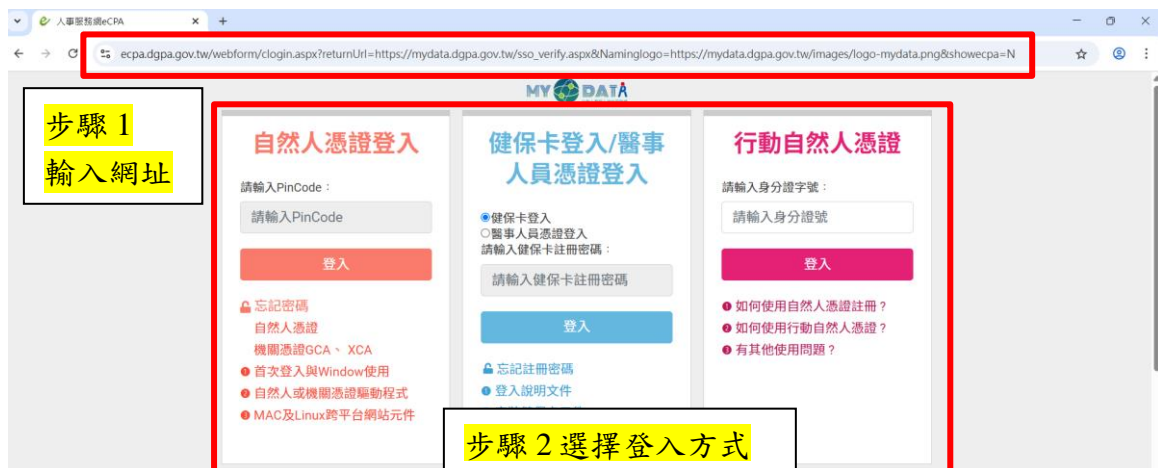 人事服務網eCPA
ecpa.dgpa.gov.tw/webform/clogin.aspx?returnUrl=https://mydata.dgpa.gov.tw/sso_verify.aspx&Naminglogo=https://mydata.dgpa.gov.tw/images/logo-mydata.png&showecpa=N
MY DATA
步驟 1
輸入網址
自然人憑證登入
請輸入PinCode：
請輸入PinCode
登入
忘記密碼
自然人憑證
機關憑證GCA、 XCA
❶ 首次登入與Window使用
❷ 自然人或機關憑證驅動程式
❸ MAC及Linux跨平台網站元件
健保卡登入/醫事
人員憑證登入
健保卡登入
醫事人員憑證登入
請輸入健保卡註冊密碼：
請輸入健保卡註冊密碼
登入
忘記註冊密碼
❶ 登入說明文件
行動自然人憑證
請輸入身分證字號：
請輸入身分證號
登入
❶ 如何使用自然人憑證註冊？
❷ 如何使用行動自然人憑證？
❸ 有其他使用問題？
步驟 2 選擇登入方式